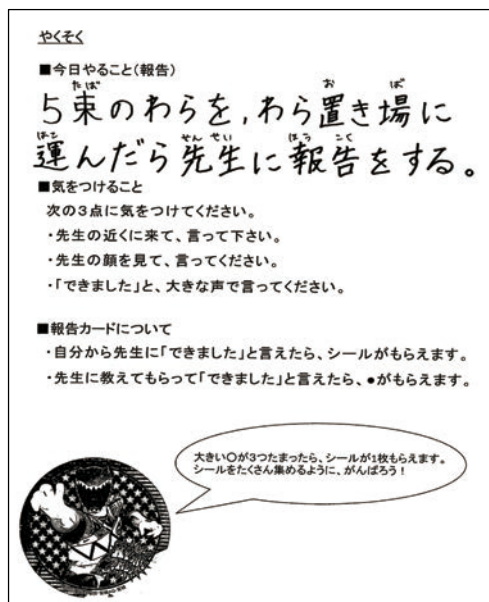 やくそく
■今日やること(報告)
5束のわらを,わら置き場に
運んだら先生に報告をする。
■気をつけること
次の3点に気をつけてください。
・先生の近くに来て、言って下さい。
・先生の顔を見て、言ってください。
・「できました」と、大きな声で言ってください。
■報告カードについて
・自分から先生に「できました」と言えたら、シールがもらえます。
・先生に教えてもらって「できました」と言えたら、●がもらえます。
大きい○が3つたまったら、シールが1枚もらえます。
シールをたくさん集めるように、がんばろう!